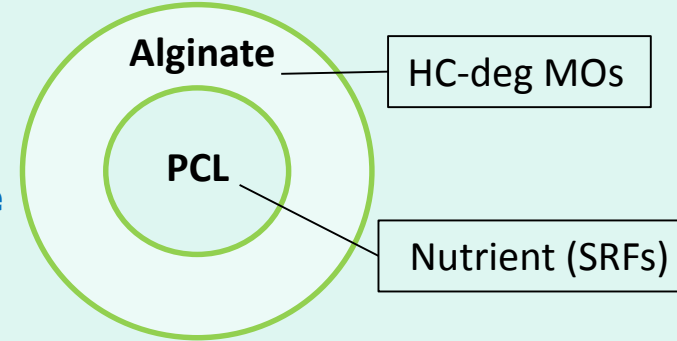 Alginate
HC-deg MOs
PCL
e
Nutrient (SRFs)